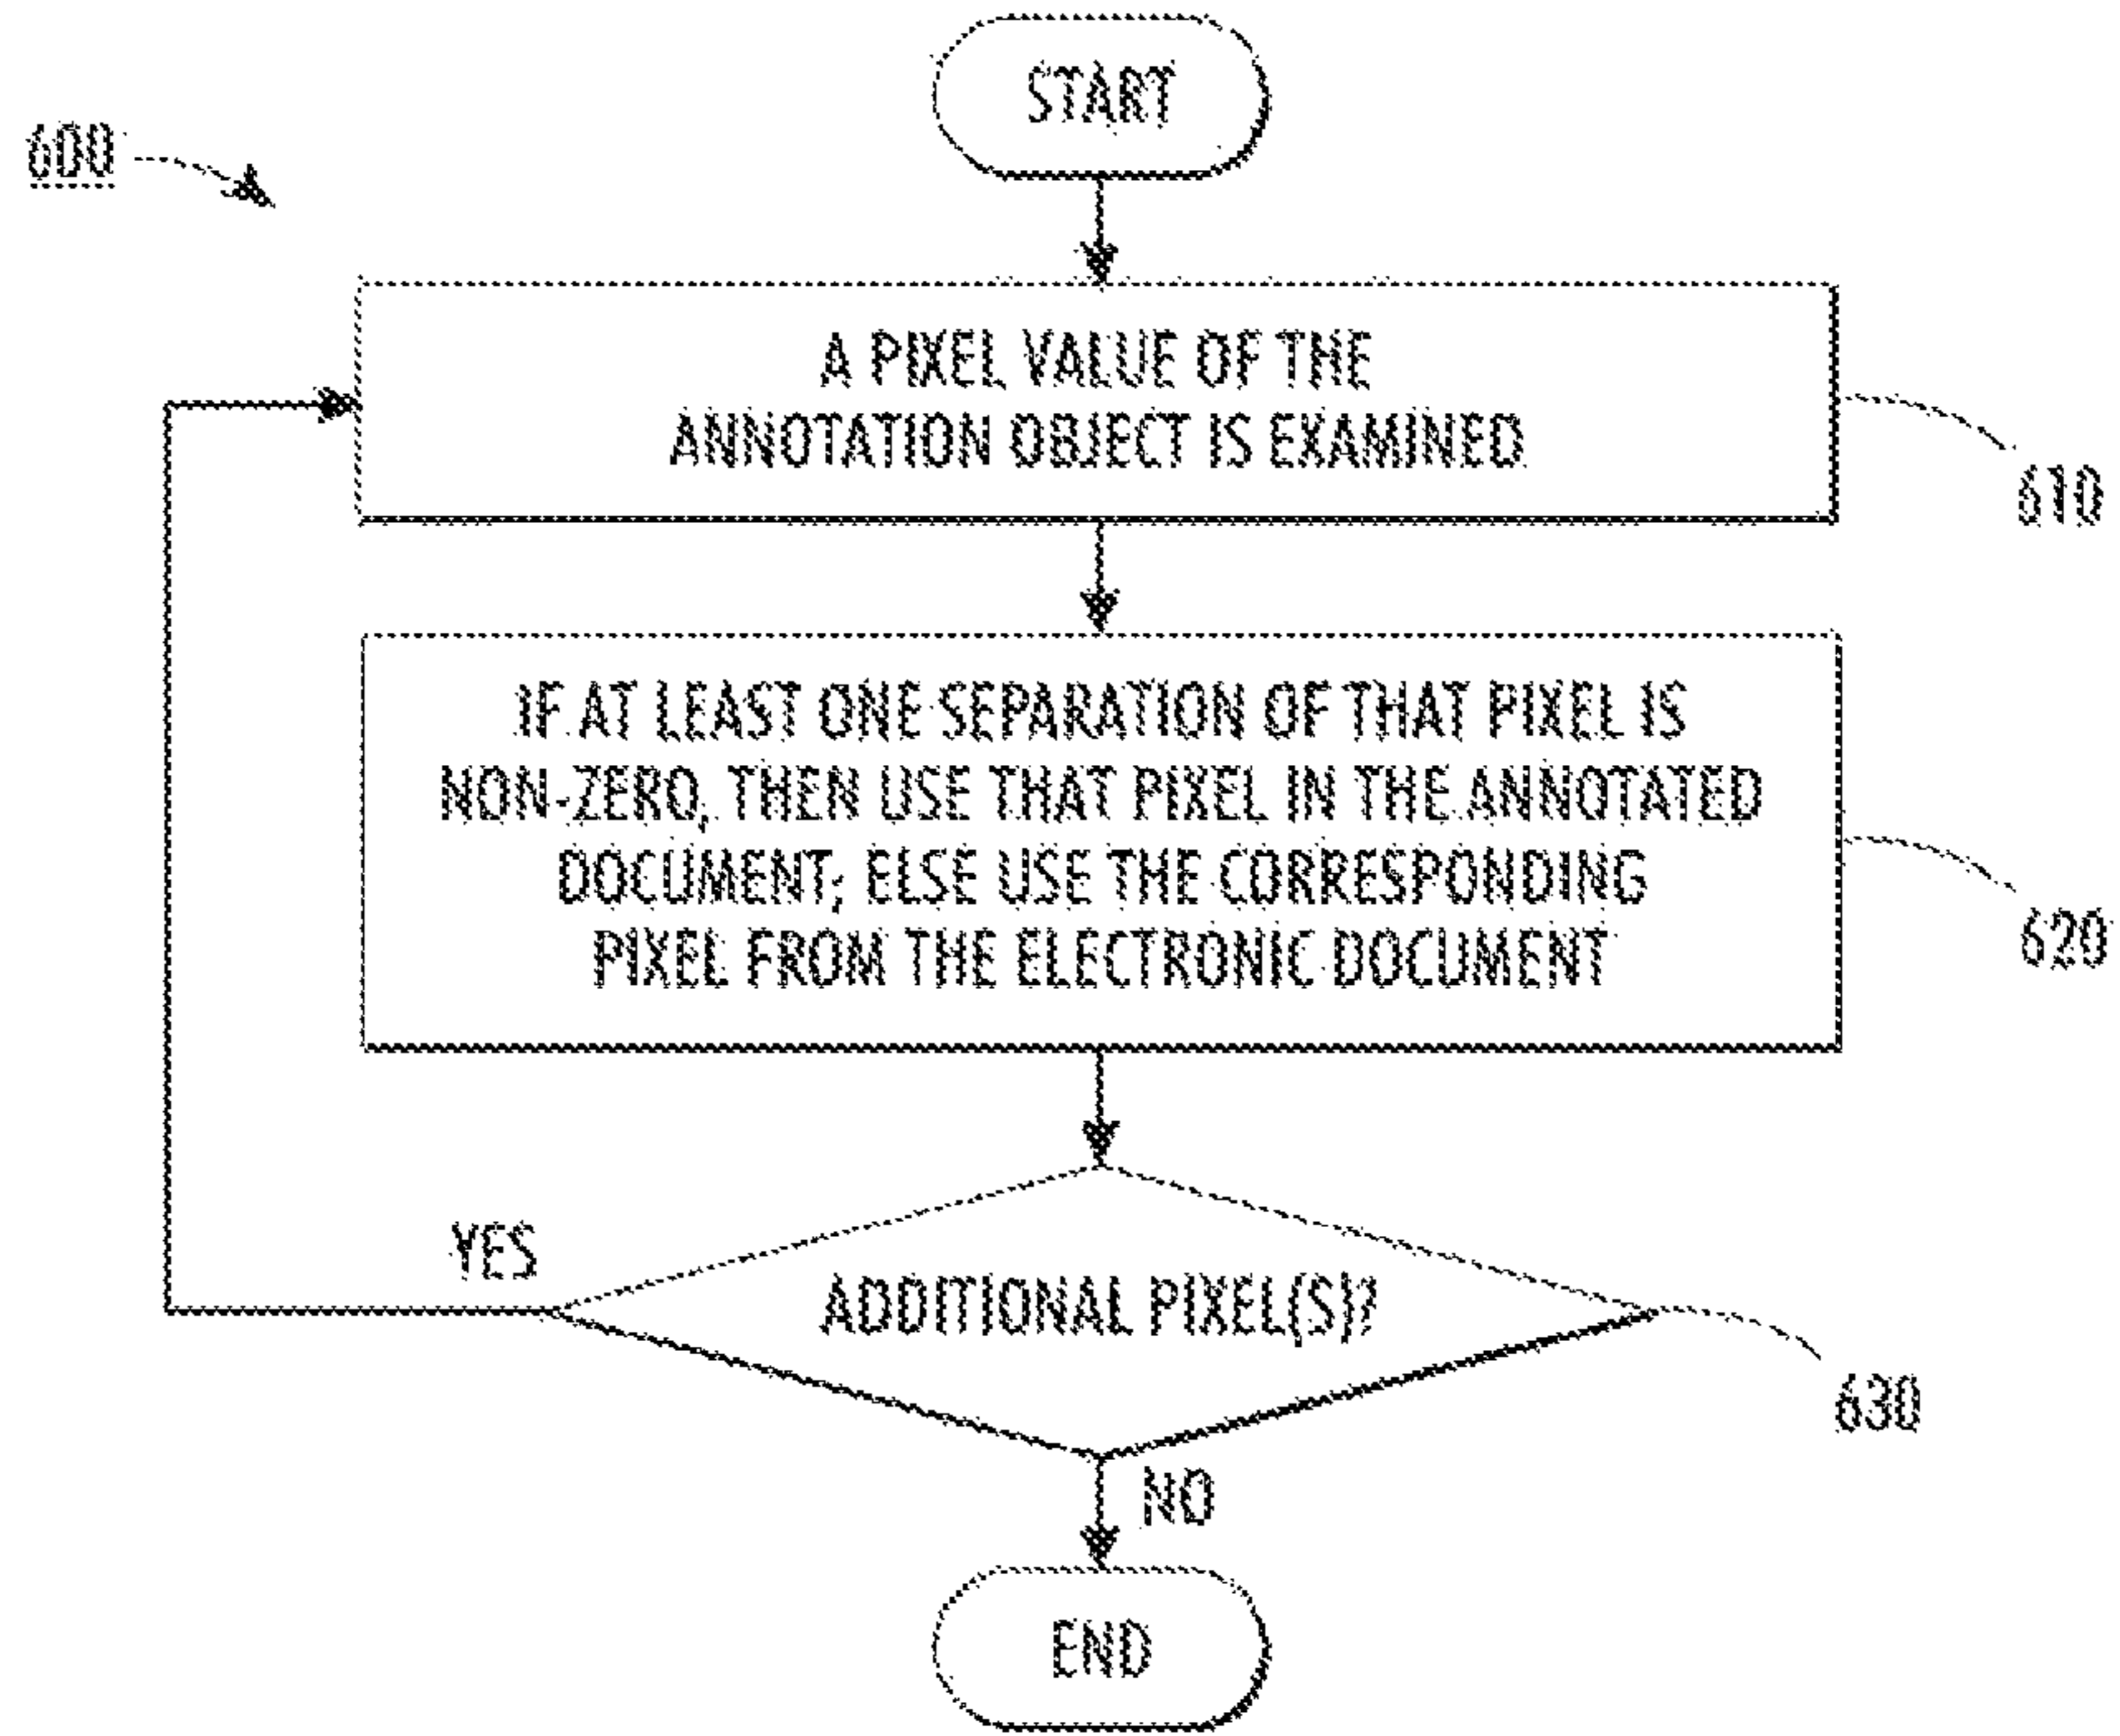 START
600
A PIXEL VALUE OF THE
ANNOTATION OBJECT IS EXAMINED
610
IF AT LEAST ONE SEPARATION OF THAT PIXEL IS
NON-ZERO, THEN USE THAT PIXEL IN THE ANNOTATED
DOCUMENT; ELSE USE THE CORRESPONDING
PIXEL FROM THE ELECTRONIC DOCUMENT
620
YES
ADDITIONAL PIXEL(S)?
630
NO
END